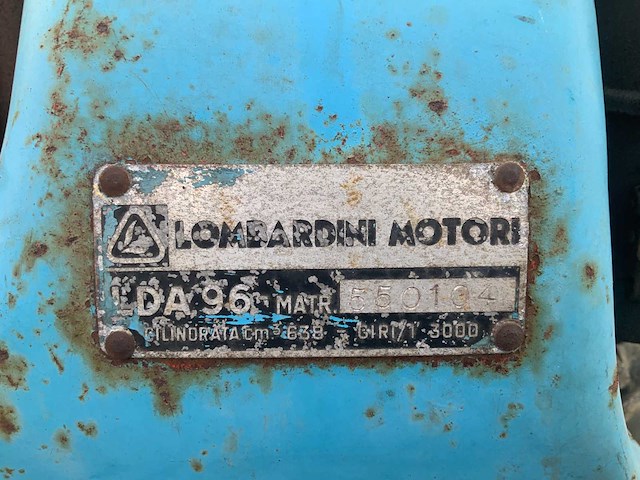 LOMBARDINI MOTORI
LDA 96 MATR. 550104
CILINDRATA Cm³ 638 GIRI/1' 3000